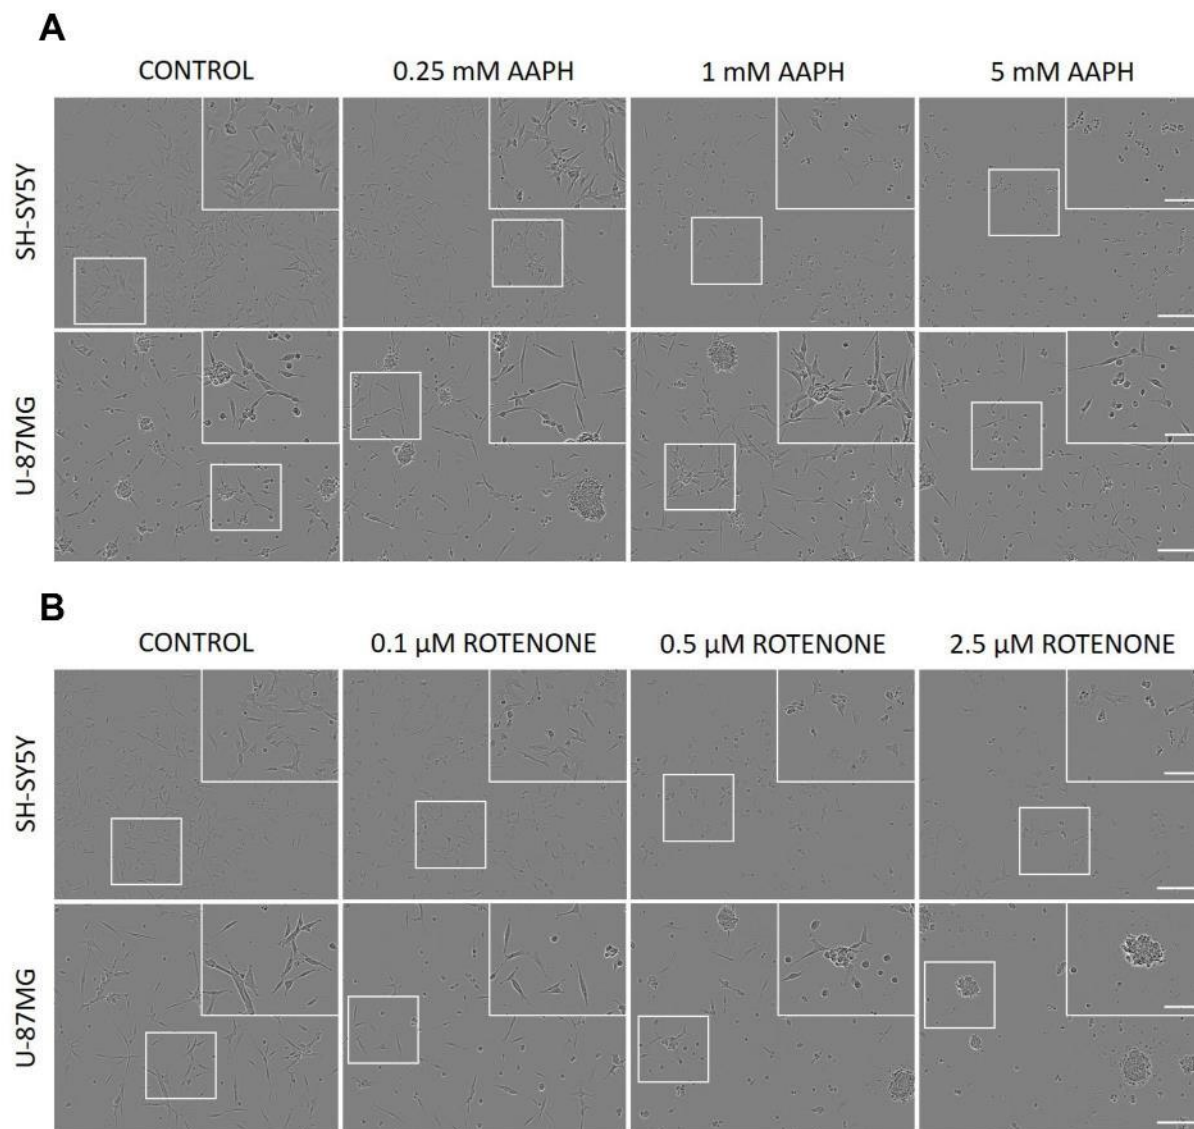 A
CONTROL 0.25 mM AAPH 1 mM AAPH 5 mM AAPH
SH-SY5Y
U-87MG
B
CONTROL 0.1 µM ROTENONE 0.5 µM ROTENONE 2.5 µM ROTENONE
SH-SY5Y
U-87MG